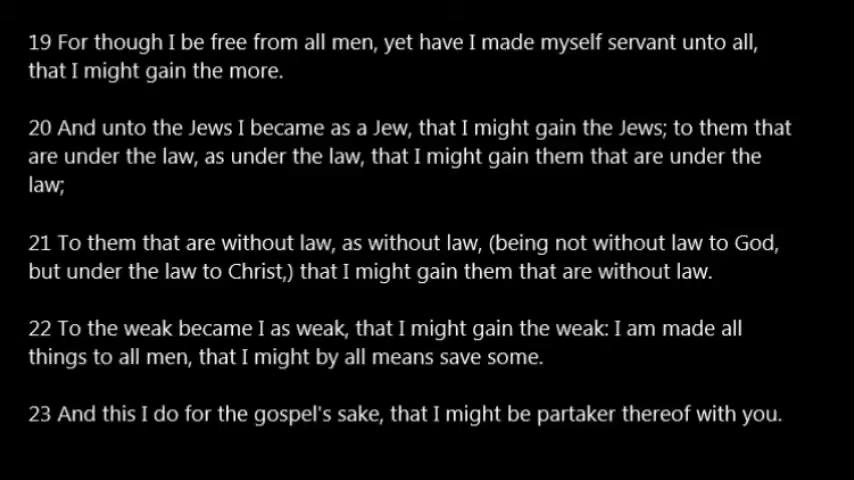 19 For though I be free from all men, yet have I made myself servant unto all,
that I might gain the more.
20 And unto the Jews I became as a Jew, that I might gain the Jews; to them that
are under the law, as under the law, that I might gain them that are under the
law;
21 To them that are without law, as without law, (being not without law to God,
but under the law to Christ,) that I might gain them that are without law.
22 To the weak became I as weak, that I might gain the weak: I am made all
things to all men, that I might by all means save some.
23 And this I do for the gospel's sake, that I might be partaker thereof with you.